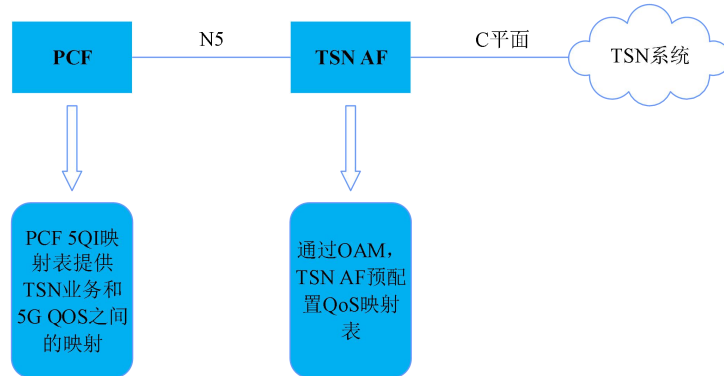 PCF
N5
TSN AF
C平面
TSN系统
PCF 5QI映
射表提供
TSN业务和
5G QOS之间
的映射
通过OAM，
TSN AF预配
置QoS映射
表